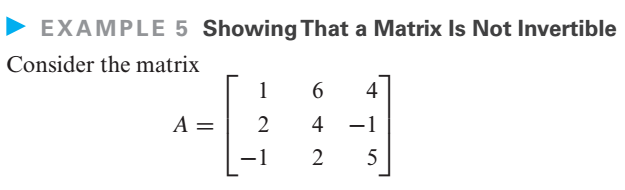 ▶ EXAMPLE 5 Showing That a Matrix Is Not Invertible
Consider the matrix
1 6 4
A = 2 4 −1
−1 2 5